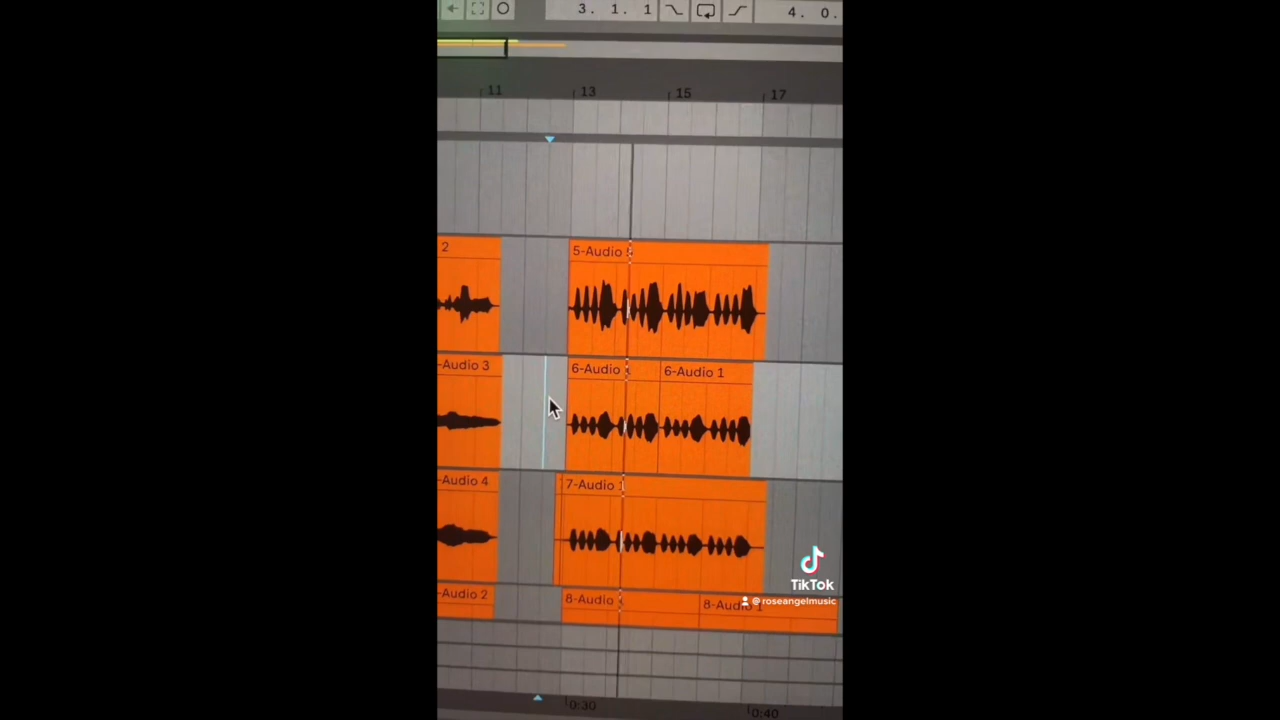 3. 1. 1
4. 0.
11 13 15 17
2
5-Audio
-Audio 3
6-Audio
6-Audio 1
-Audio 4
7-Audio
-Audio 2
8-Audio
8-Audio 1
TikTok
@roseangelmusic
0:30
0:40